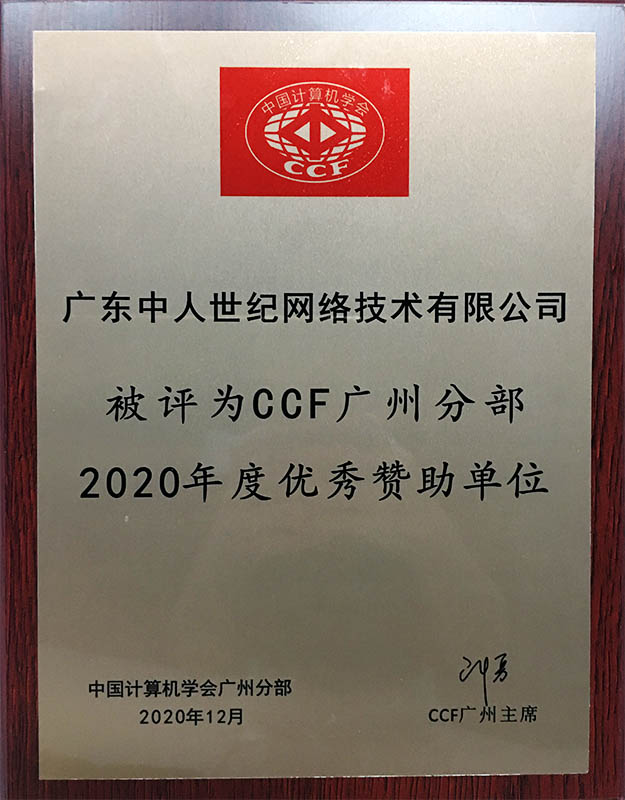 中国计算机学会
CCF
广东中人世纪网络技术有限公司
被评为CCF广州分部
2020年度优秀赞助单位
中国计算机学会广州分部
2020年12月
CCF广州主席